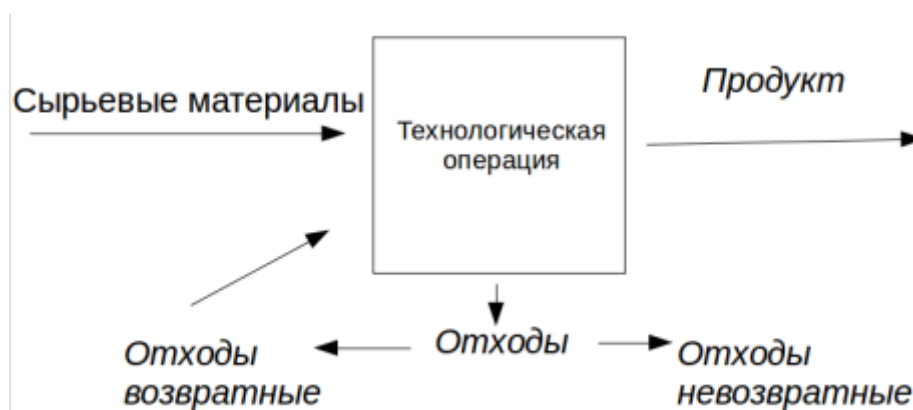 Сырьевые материалы
Технологическая
операция
Продукт
Отходы
возвратные
Отходы
Отходы
невозвратные